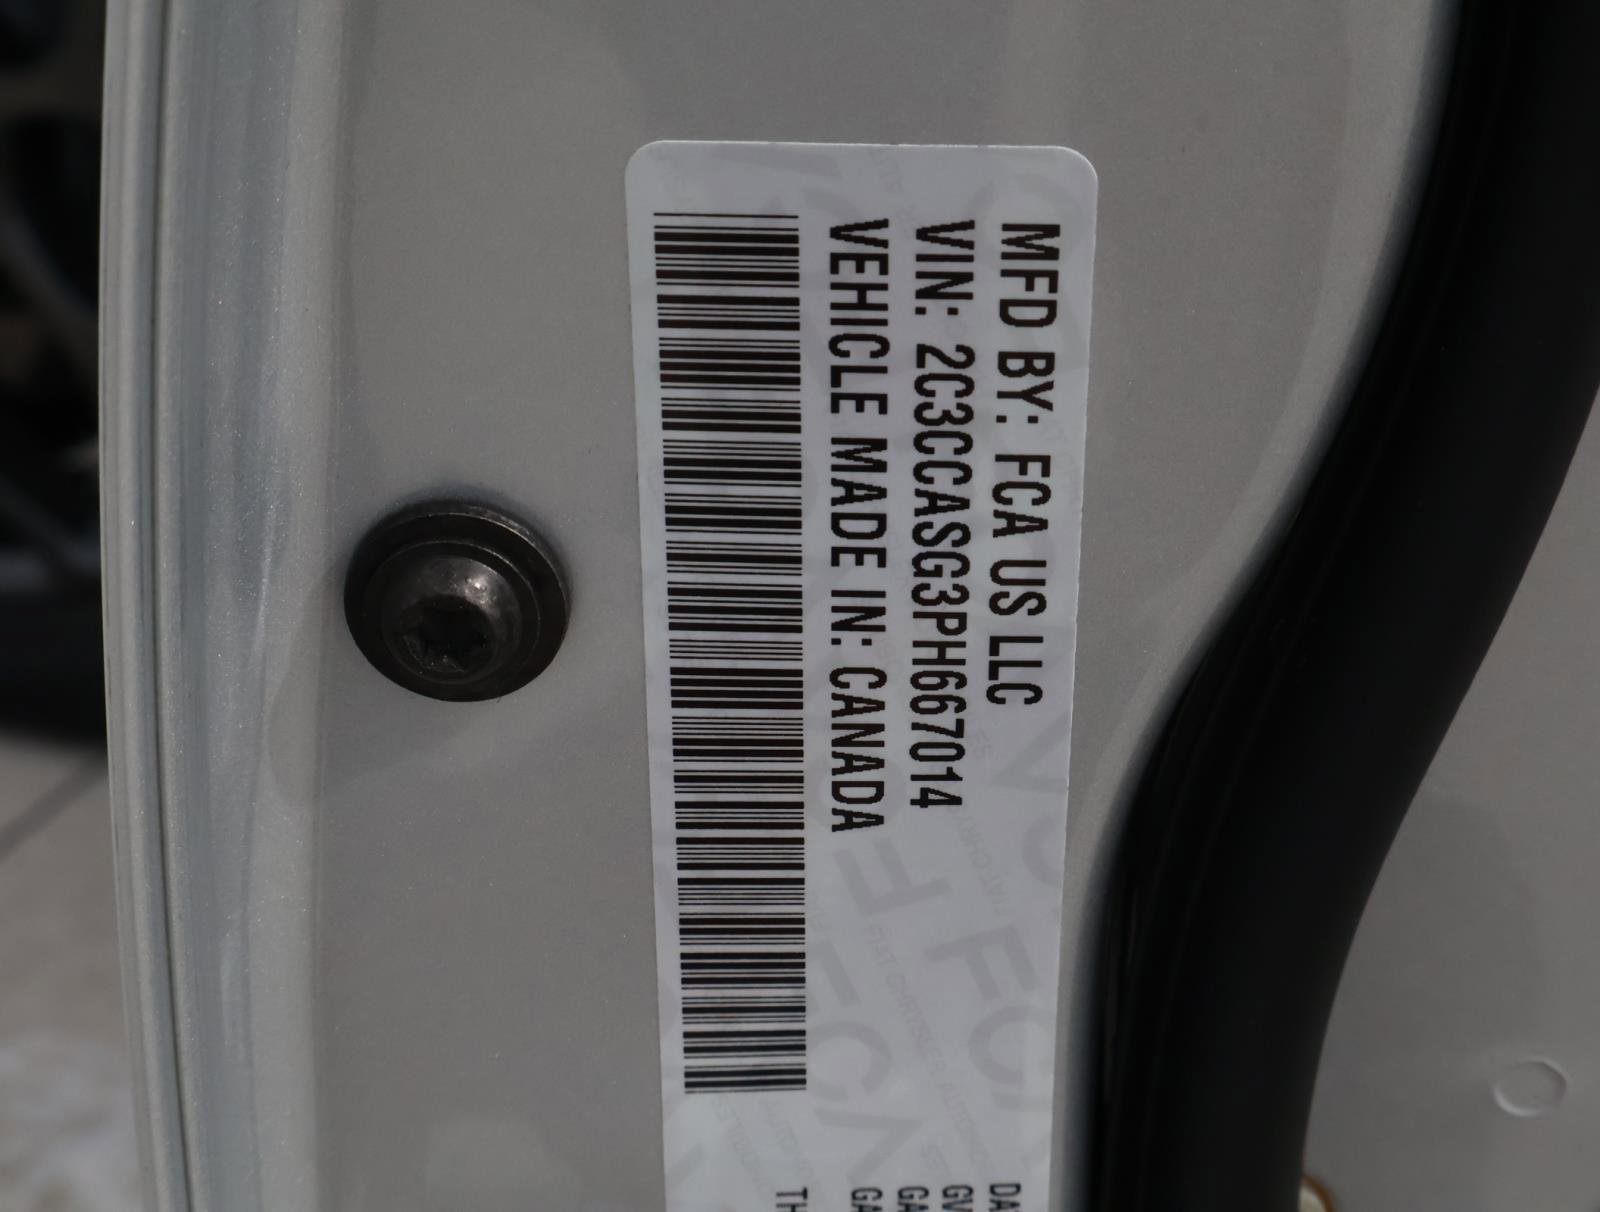 MFD BY: FCA US LLC
VIN: 2C3CCASG3PH667014
VEHICLE MADE IN: CANADA